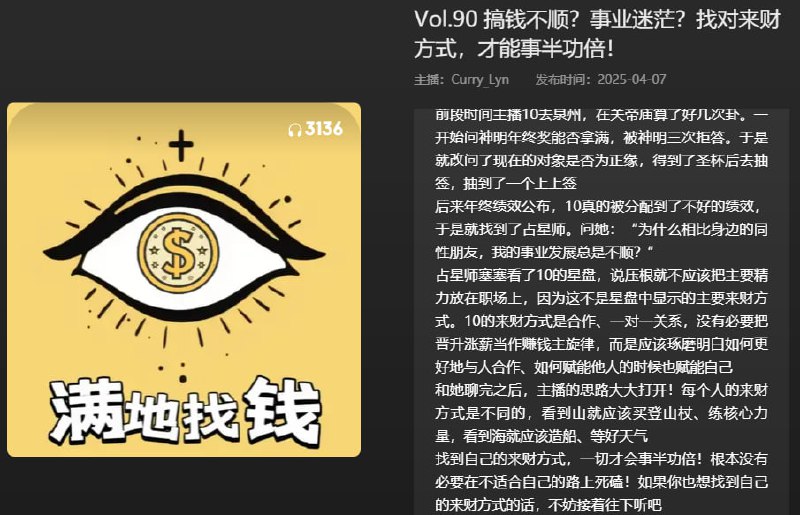 Vol.90 搞钱不顺？事业迷茫？找对来财
方式，才能事半功倍！
主播：Curry_Lyn 发布时间：2025-04-07
3136
$
满地找钱
前段时间主播10去泉州，在关帝庙算了好几次卦。一
开始问神明年终奖能否拿满，被神明三次拒答。于是
就改问了现在的对象是否为正缘，得到了圣杯后去抽
签，抽到了一个上上签
后来年终绩效公布，10真的被分配到了不好的绩效，
于是就找到了占星师。问她：“为什么相比身边的同
性朋友，我的事业发展总是不顺？“
占星师塞塞看了10的星盘，说压根就不应该把主要精
力放在职场上，因为这不是星盘中显示的主要来财方
式。10的来财方式是合作、一对一关系，没有必要把
晋升涨薪当作赚钱主旋律，而是应该琢磨明白如何更
好地与人合作、如何赋能他人的时候也赋能自己
和她聊完之后，主播的思路大大打开！每个人的来财
方式是不同的，看到山就应该买登山杖、练核心力
量，看到海就应该造船、等好天气
找到自己的来财方式，一切才会事半功倍！根本没有
必要在不适合自己的路上死磕！如果你也想找到自己
的来财方式的话，不妨接着往下听吧